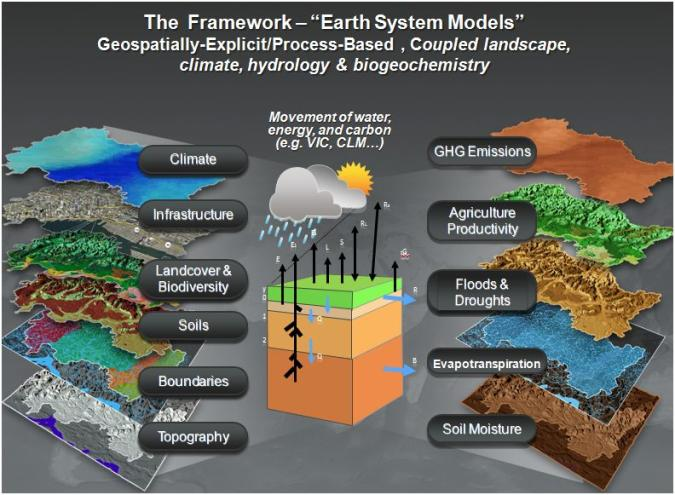 The Framework – “Earth System Models”
Geospatially-Explicit/Process-Based , Coupled landscape,
climate, hydrology & biogeochemistry
Movement of water,
energy, and carbon
(e.g. VIC, CLM…)
Climate
Infrastructure
Landcover &
Biodiversity
Soils
Boundaries
Topography
GHG Emissions
Agriculture
Productivity
Floods &
Droughts
Evapotranspiration
Soil Moisture
E
L
S
R
B
1
2